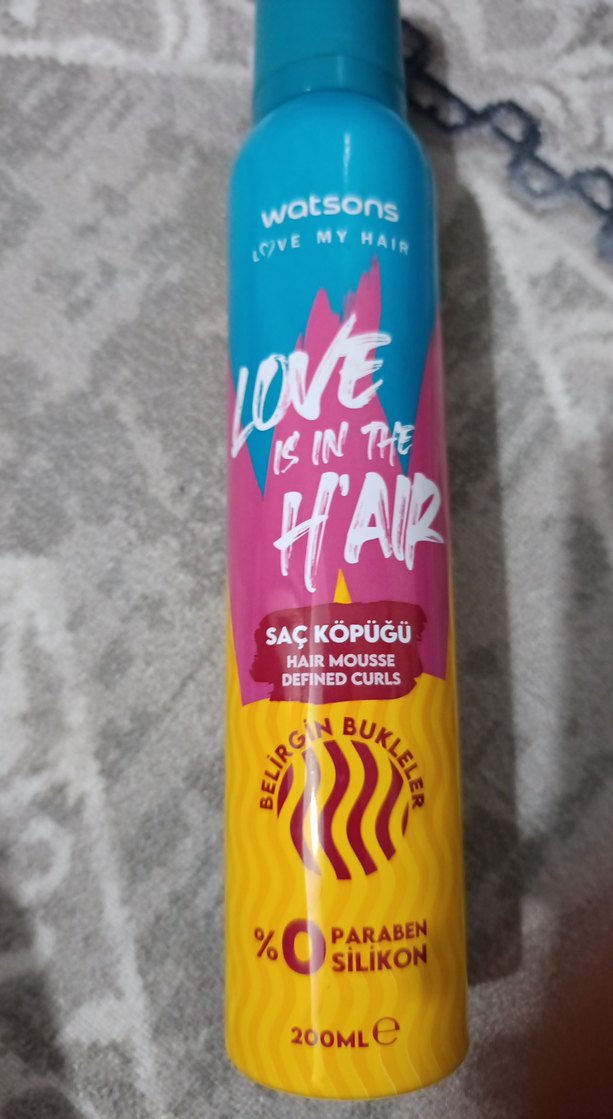 watsons
LOVE MY HAIR
LOVE
IS IN THE
H'AIR
SAÇ KÖPÜĞÜ
HAIR MOUSSE
DEFINED CURLS
BELİRGİN BUKLELER
%0 PARABEN
SİLİKON
200ML e